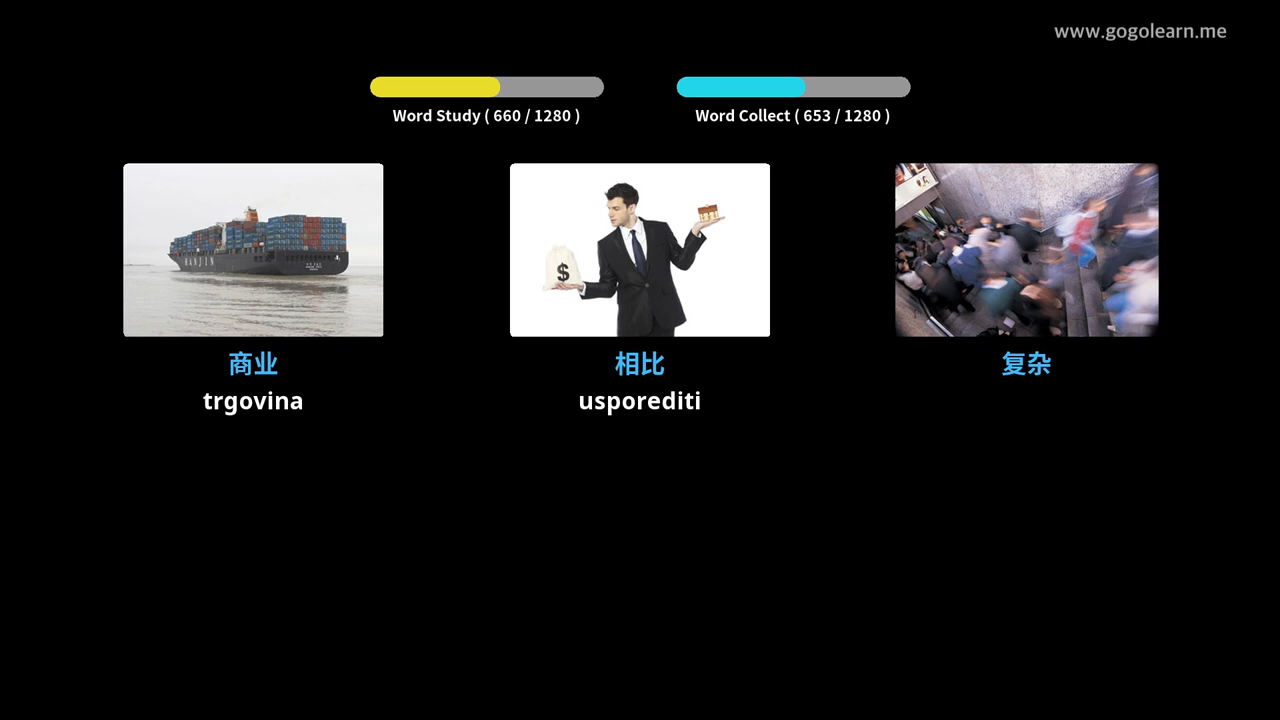 www.gogolearn.me
Word Study ( 660 / 1280 )
Word Collect ( 653 / 1280 )
HANJIN
$
商业
相比
复杂
trgovina
usporediti